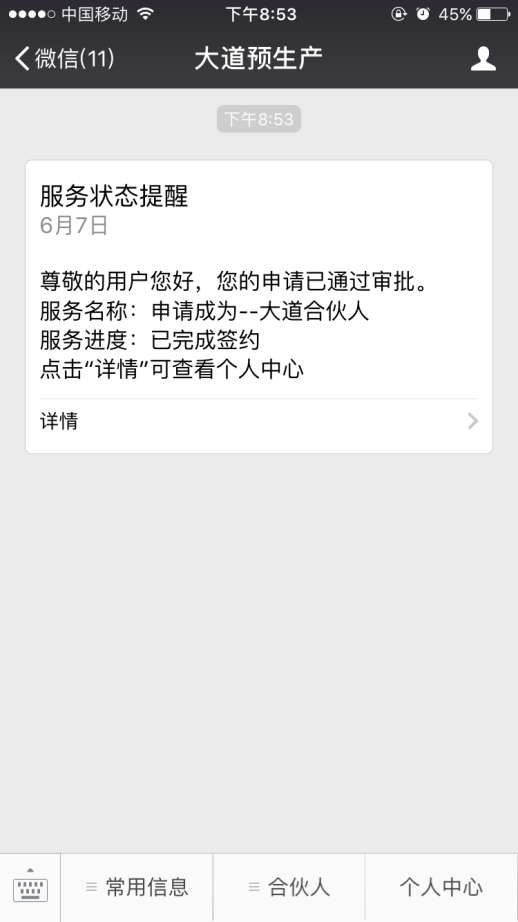 中国移动 下午8:53 45%
微信(11) 大道预生产
下午8:53
服务状态提醒
6月7日
尊敬的用户您好，您的申请已通过审批。
服务名称：申请成为--大道合伙人
服务进度：已完成签约
点击“详情”可查看个人中心
详情
常用信息 合伙人 个人中心